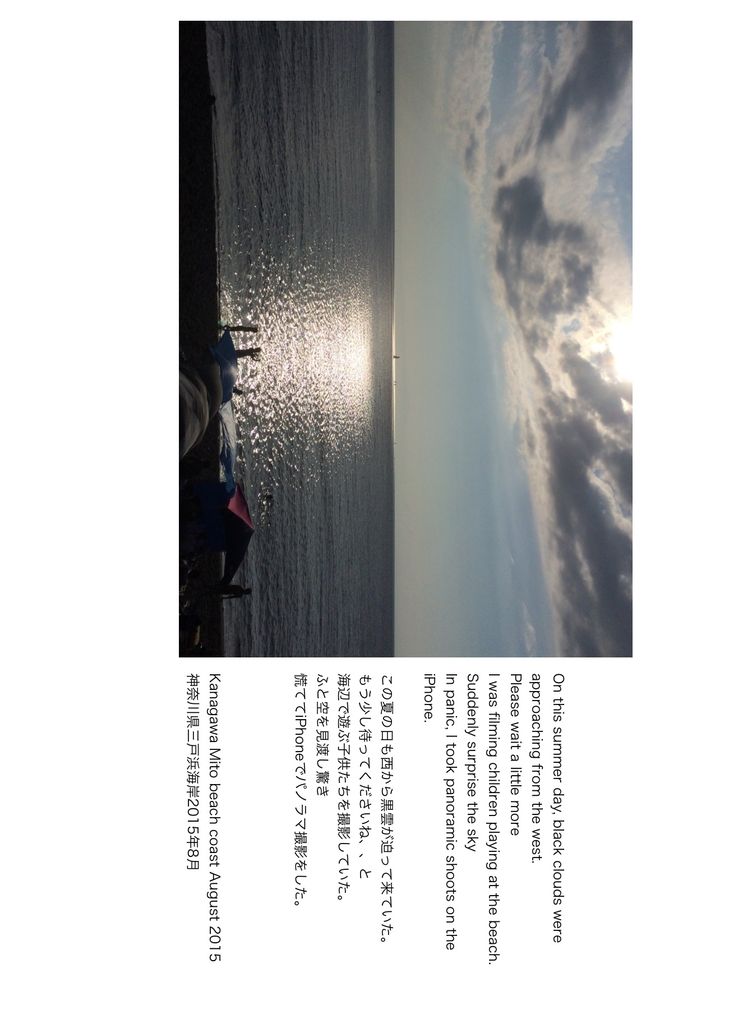 On this summer day, black clouds were
approaching from the west.
Please wait a little more
I was filming children playing at the beach.
Suddenly surprise the sky
In panic, I took panoramic shoots on the
iPhone.
この夏の日も西から黒雲が迫って来ていた。
もう少し待ってくださいね、、と
海辺で遊ぶ子供たちを撮影していた。
ふと空を見渡し驚き
慌ててiPhoneでパノラマ撮影をした。
Kanagawa Mito beach coast August 2015
神奈川県三戸浜海岸2015年8月